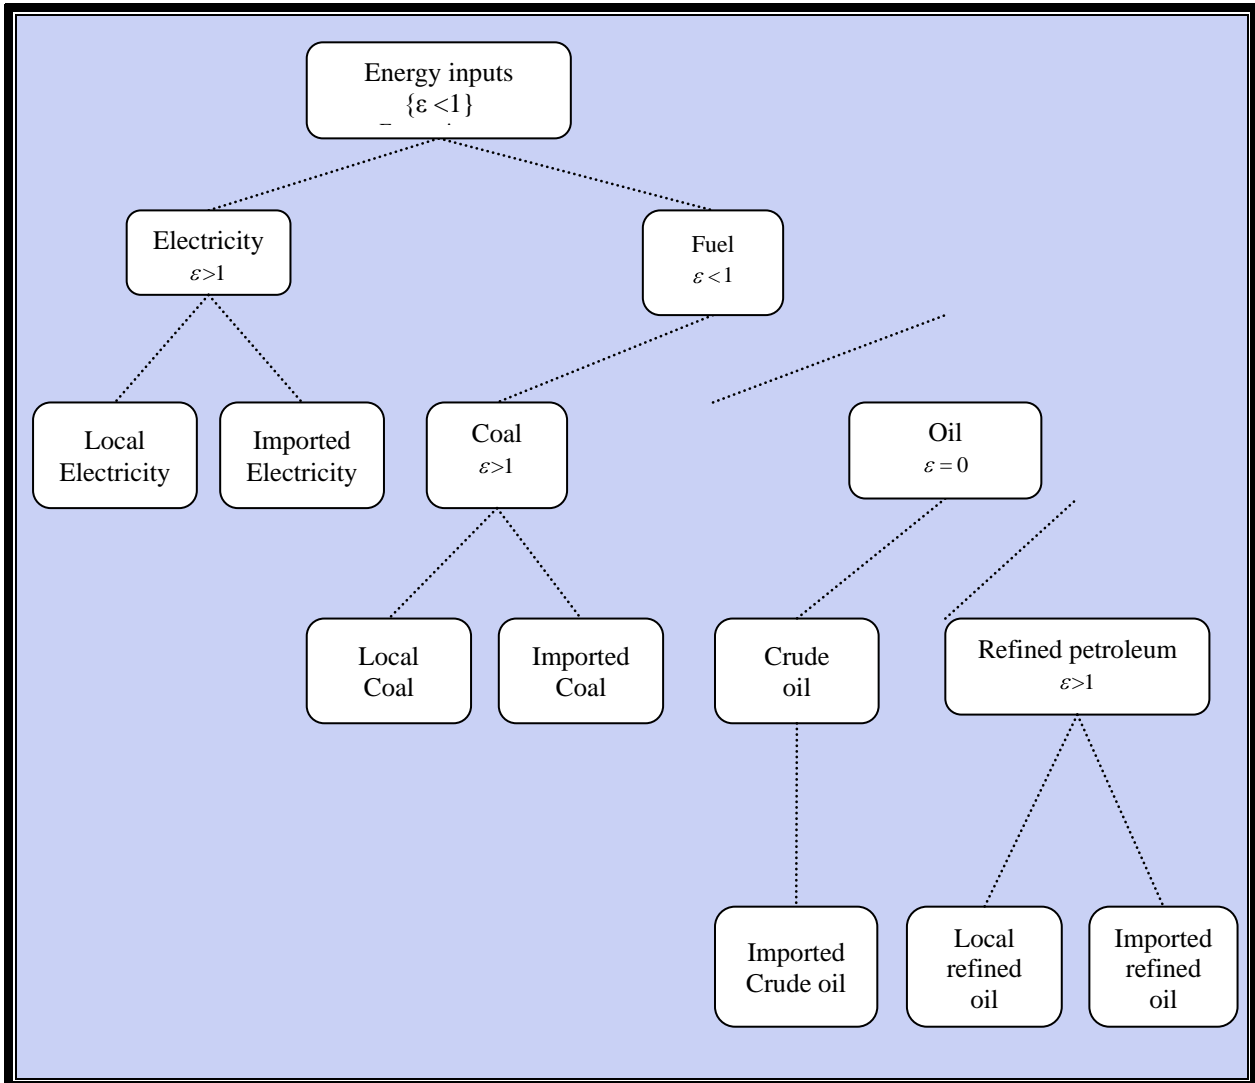 Energy inputs
{ε <1}
Electricity
ε>1
Fuel
ε<1
Local
Electricity
Imported
Electricity
Coal
ε>1
Oil
ε = 0
Local
Coal
Imported
Coal
Crude
oil
Refined petroleum
ε>1
Imported
Crude oil
Local
refined
oil
Imported
refined
oil